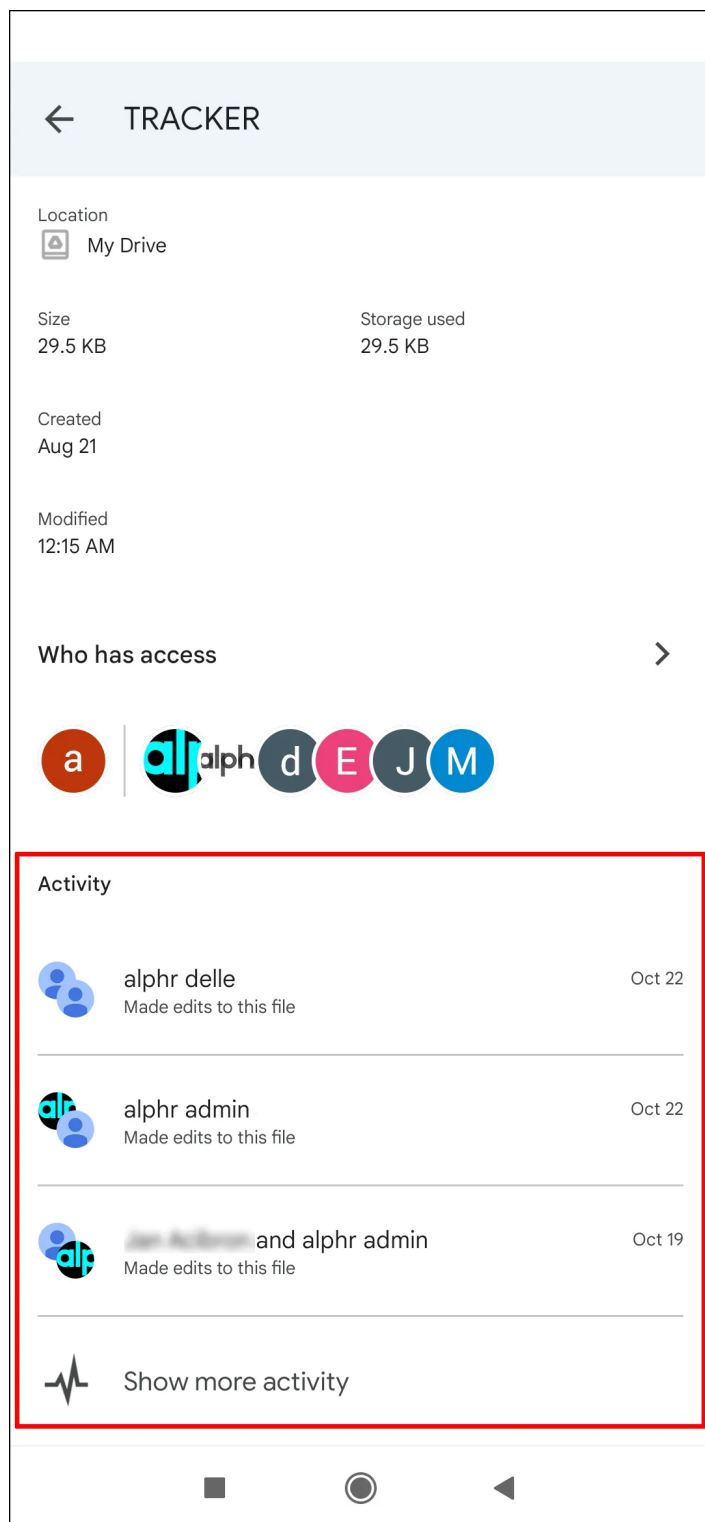 TRACKER
Location
My Drive
Size
Storage used
29.5 KB
29.5 KB
Created
Aug 21
Modified
12:15 AM
Who has access
a
alp
alph
d
E
J
M
Activity
alphr delle
Oct 22
Made edits to this file
alphr admin
Oct 22
Made edits to this file
alp
and alphr admin
Oct 19
Made edits to this file
Show more activity